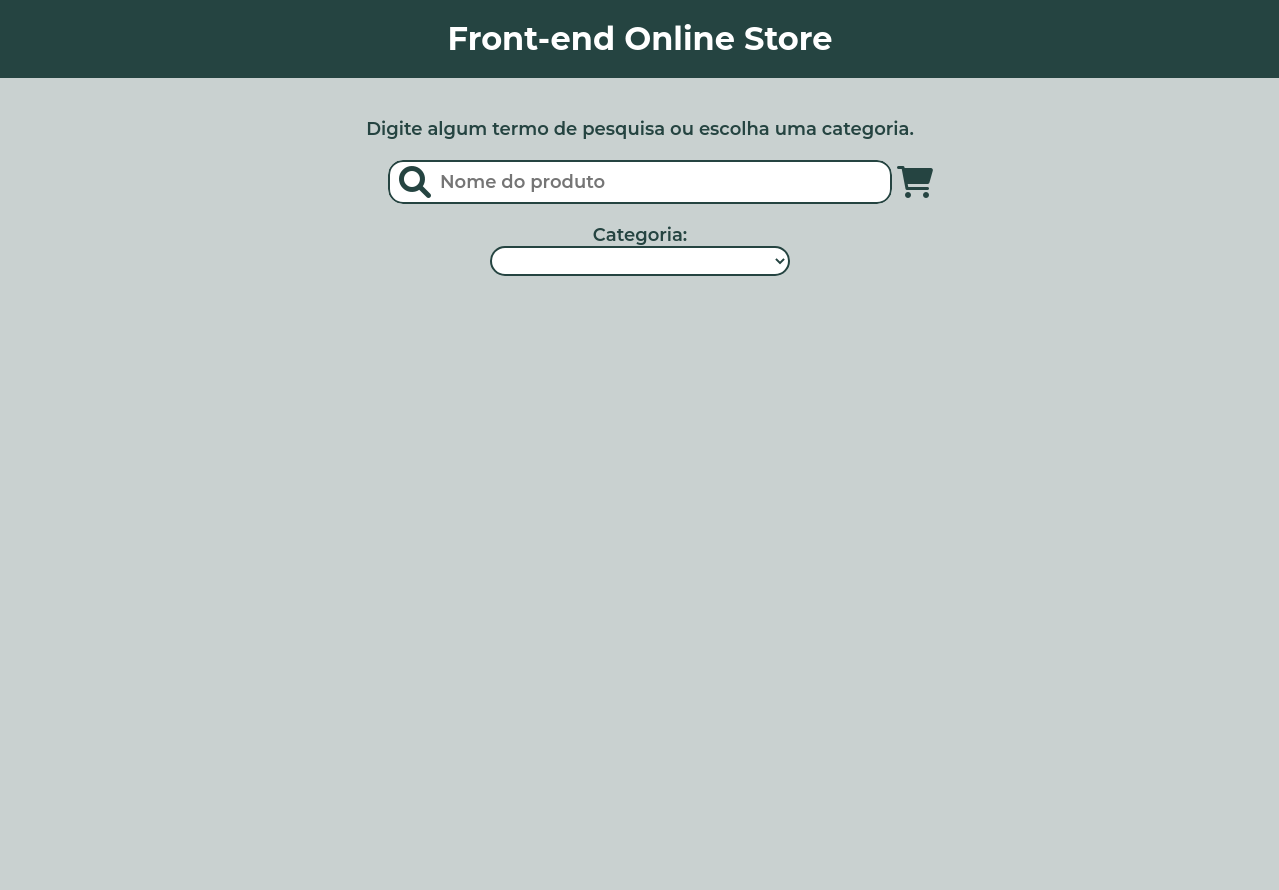 Front-end Online Store
Digite algum termo de pesquisa ou escolha uma categoria.
Nome do produto
Categoria: